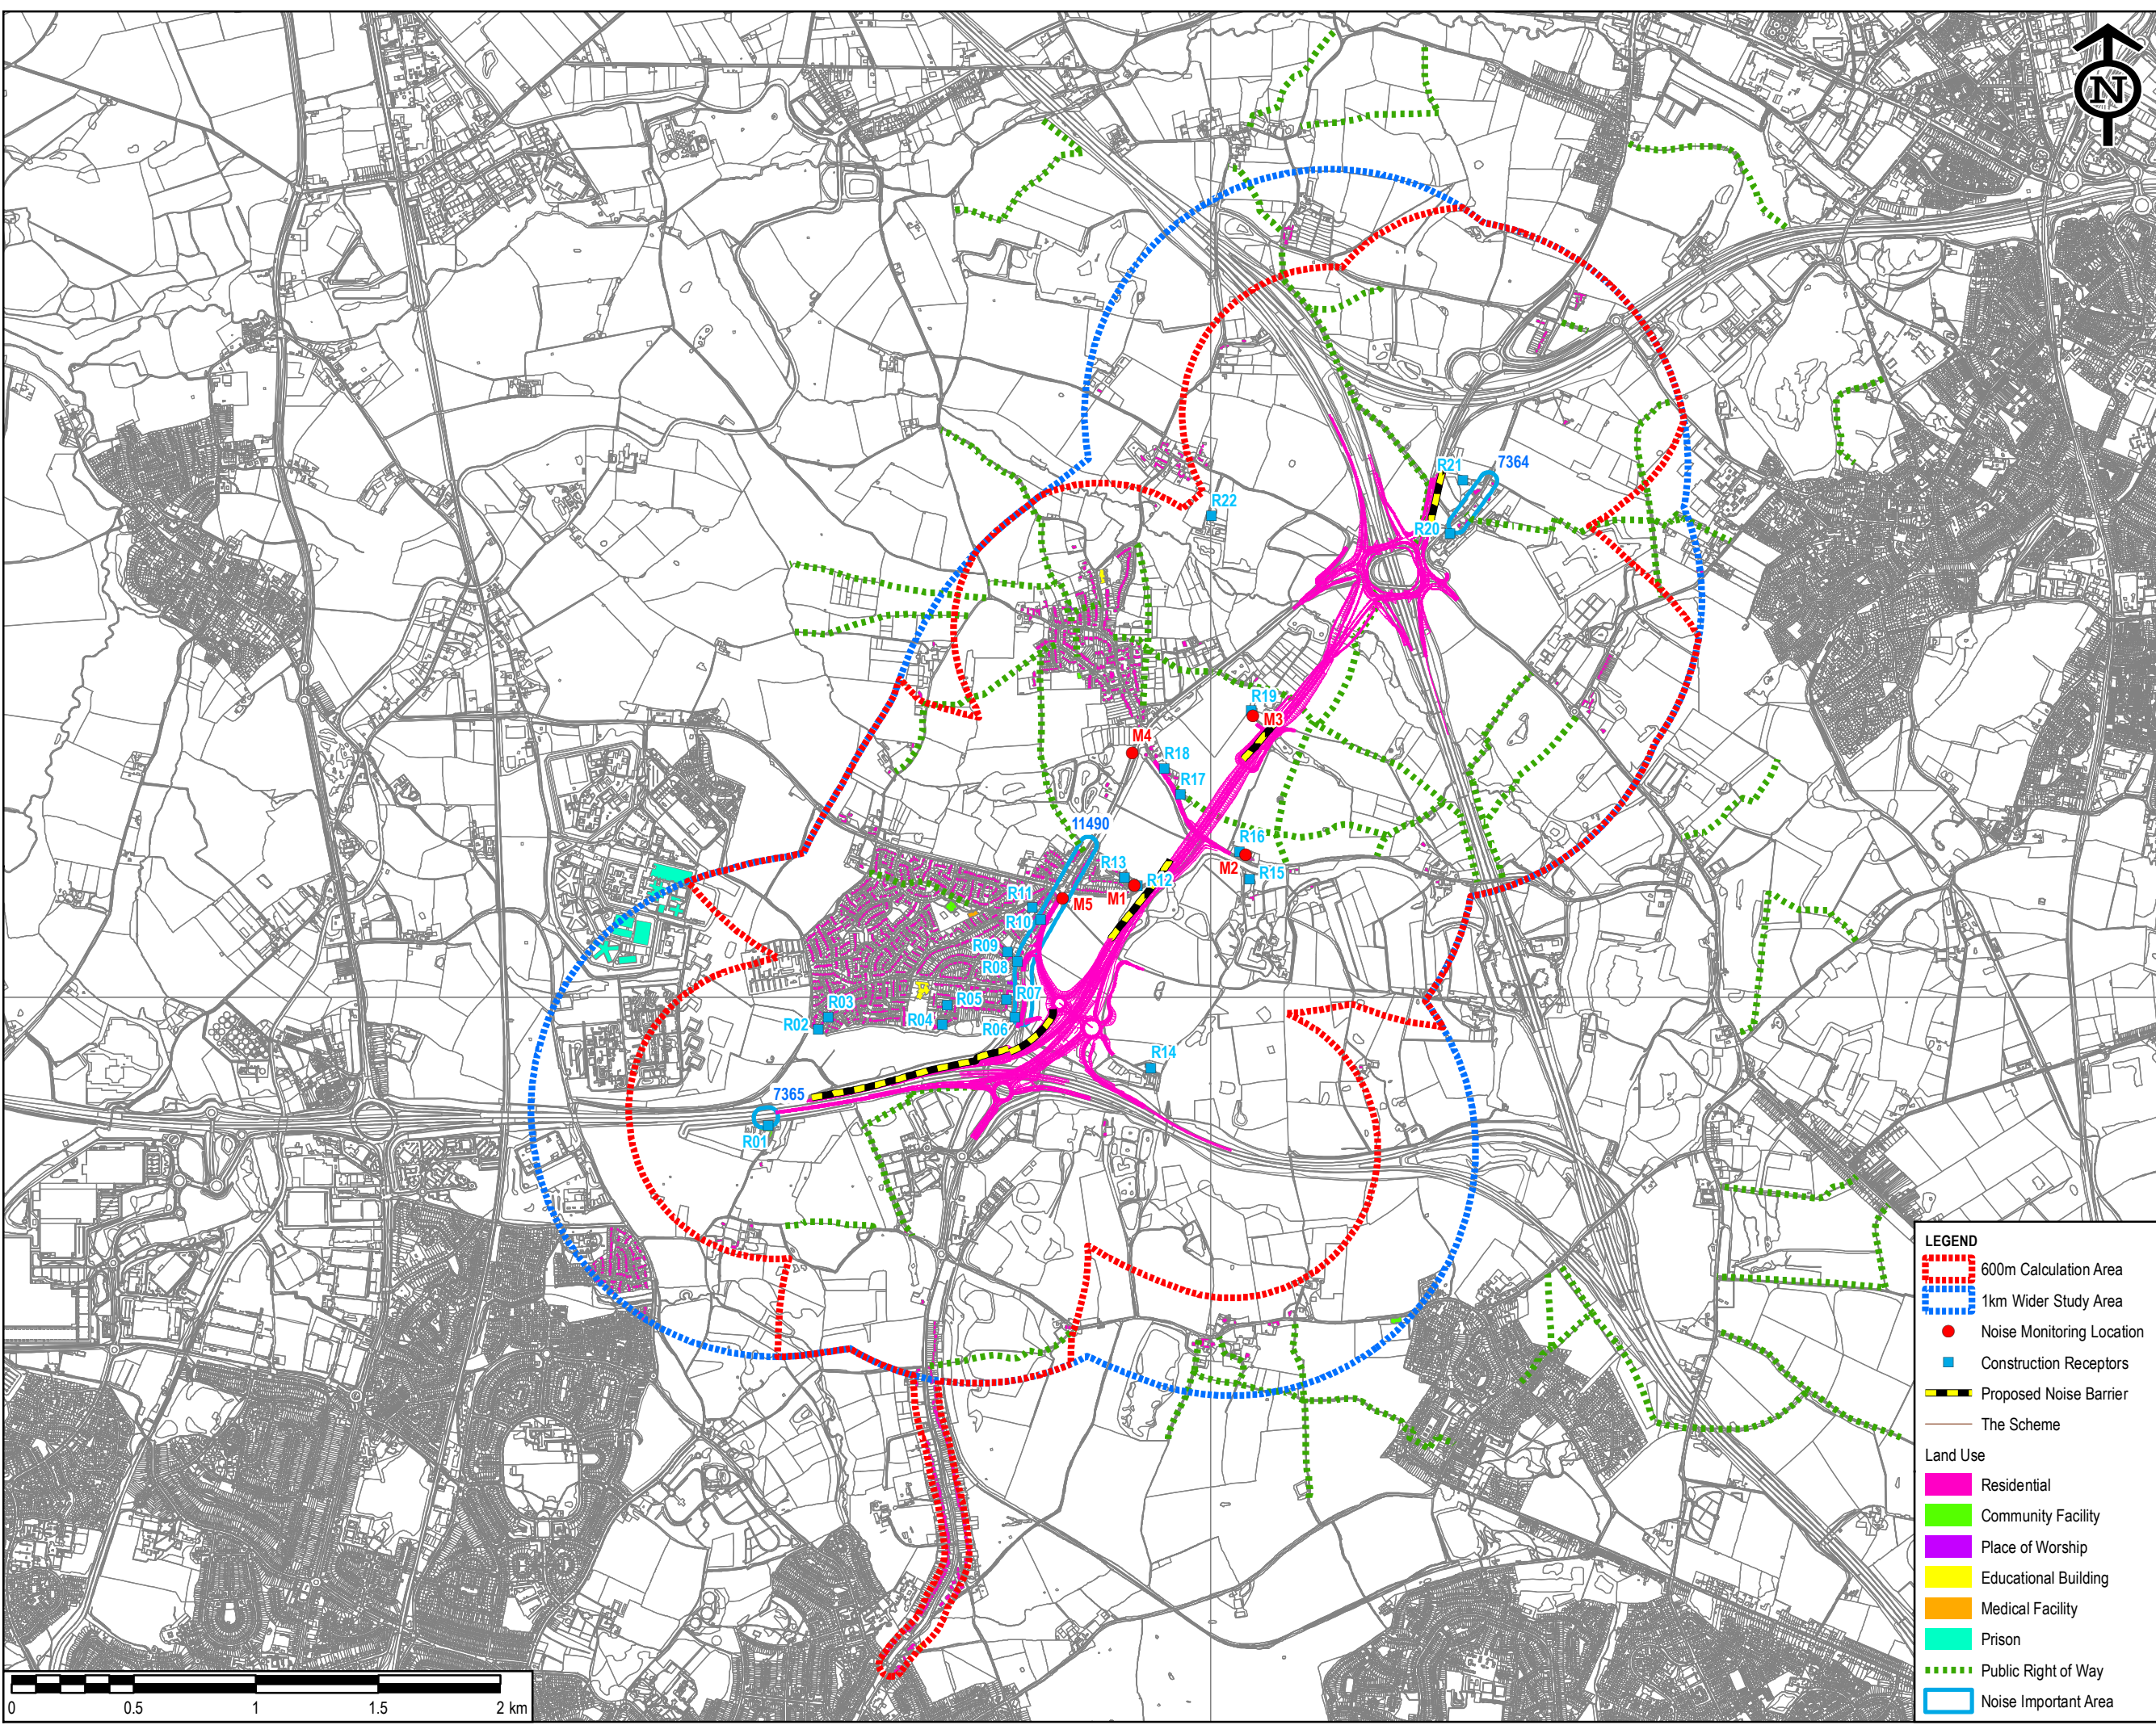 N
R21
7364
R22
R20
R19
M3
M4
R18
R17
11490
R16
R13
M2
R15
R12
R11
M1
M5
R10
R09
R08
R03
R05
R07
R02
R04
R06
R14
7365
R01
LEGEND
600m Calculation Area
1km Wider Study Area
Noise Monitoring Location
Construction Receptors
Proposed Noise Barrier
The Scheme
Land Use
Residential
Community Facility
Place of Worship
Educational Building
Medical Facility
Prison
Public Right of Way
Noise Important Area
0 0.5 1 1.5 2 km